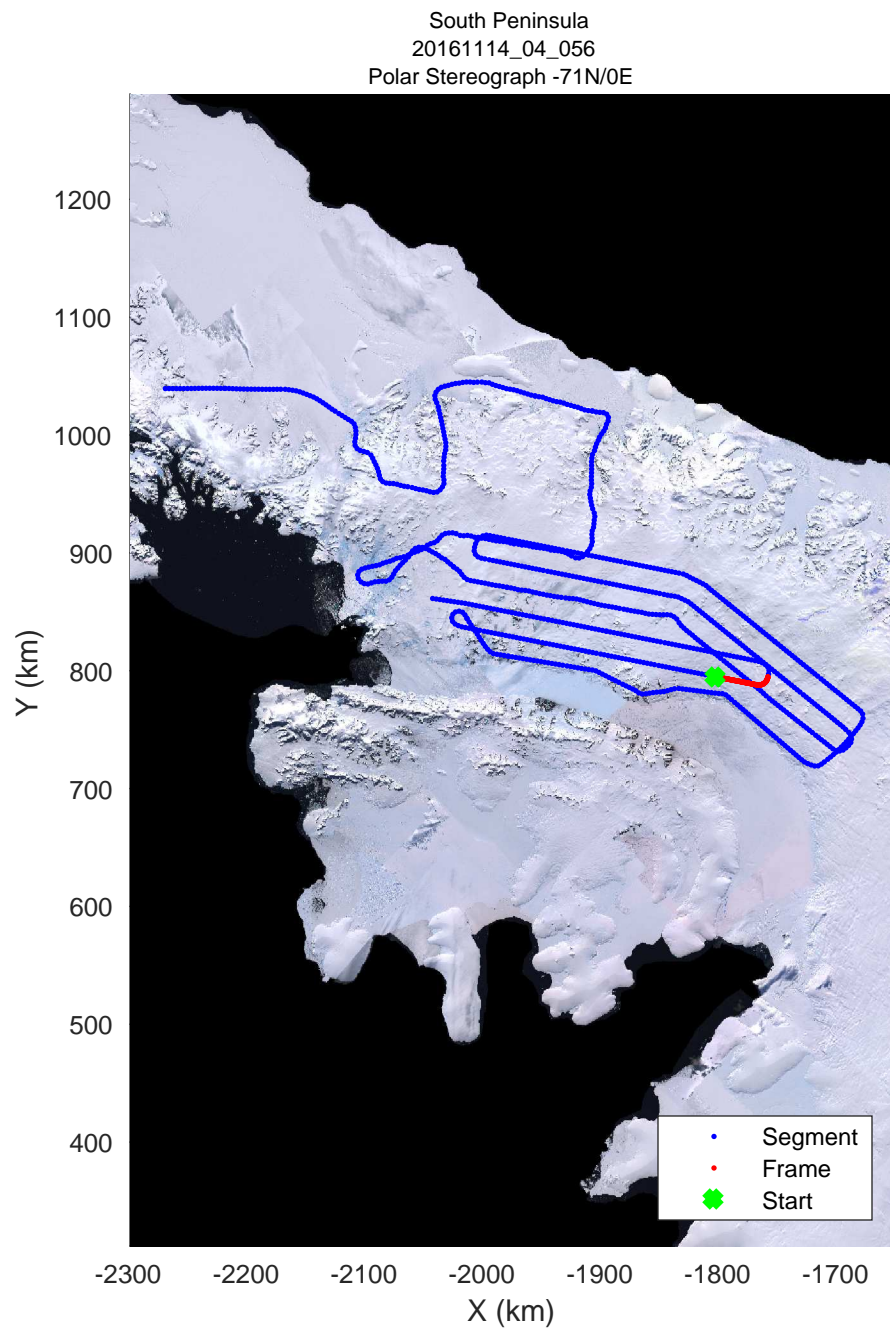 South Peninsula
20161114_04_056
Polar Stereograph -71N/0E
1200
1100
1000
900
800
700
600
500
400
Y (km)
-2300 -2200 -2100 -2000 -1900 -1800 -1700
X (km)
Segment
Frame
Start